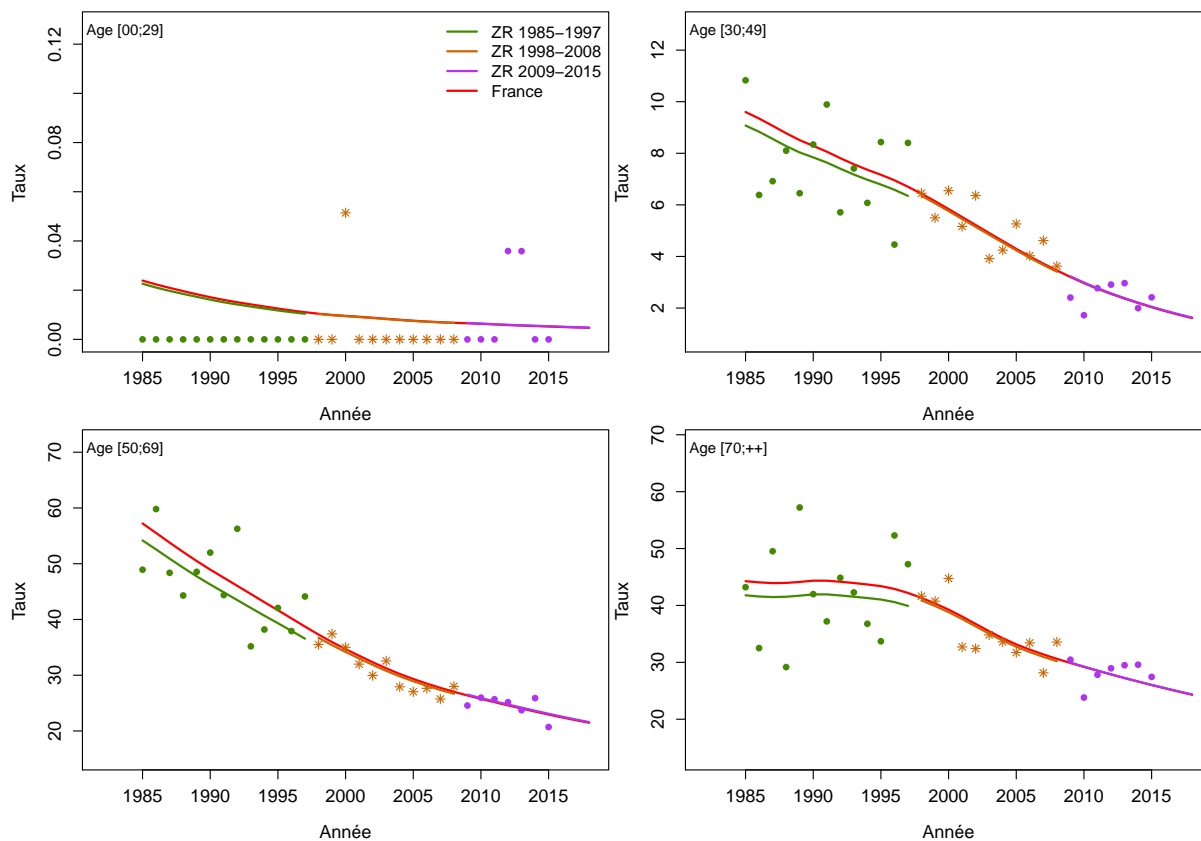 Age [00;29]
ZR 1985−1997
ZR 1998−2008
ZR 2009−2015
France
Taux
0.12
0.08
0.04
0.00
1985 1990 1995 2000 2005 2010 2015
Année
Age [30;49]
Taux
12
10
8
6
4
2
1985 1990 1995 2000 2005 2010 2015
Année
Age [50;69]
Taux
70
60
50
40
30
20
1985 1990 1995 2000 2005 2010 2015
Année
Age [70;++]
Taux
70
60
50
40
30
20
1985 1990 1995 2000 2005 2010 2015
Année